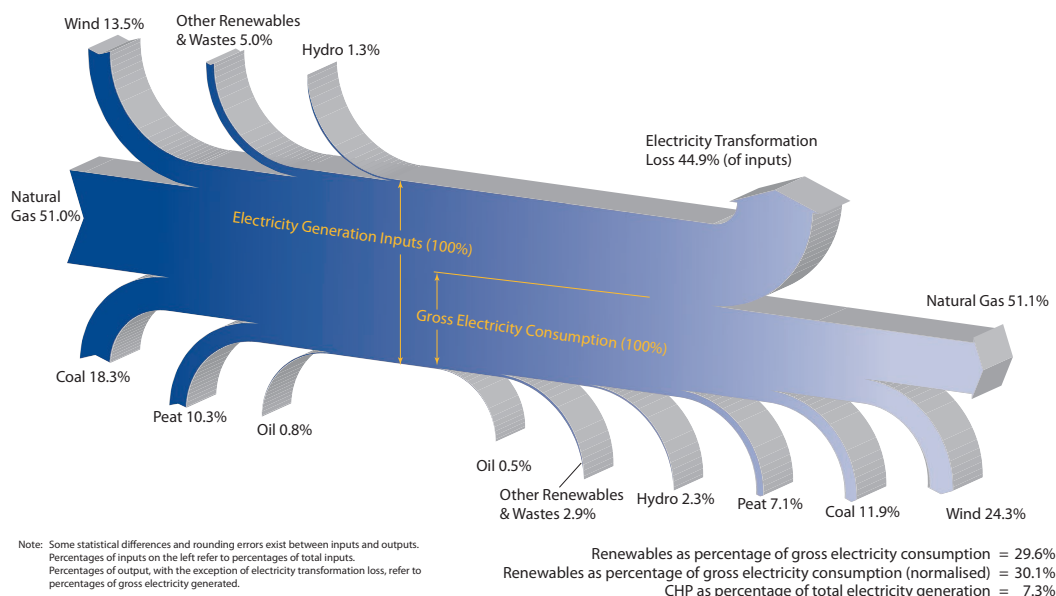 Wind 13.5%
Other Renewables
& Wastes 5.0%
Hydro 1.3%
Electricity Transformation
Loss 44.9% (of inputs)
Natural
Gas 51.0%
Electricity Generation Inputs (100%)
Natural Gas 51.1%
Gross Electricity Consumption (100%)
Coal 18.3%
Peat 10.3%
Oil 0.8%
Oil 0.5%
Other Renewables
& Wastes 2.9%
Hydro 2.3%
Peat 7.1%
Coal 11.9%
Wind 24.3%
Note: Some statistical differences and rounding errors exist between inputs and outputs.
Percentages of inputs on the left refer to percentages of total inputs.
Percentages of output, with the exception of electricity transformation loss, refer to
percentages of gross electricity generated.
Renewables as percentage of gross electricity consumption = 29.6%
Renewables as percentage of gross electricity consumption (normalised) = 30.1%
CHP as percentage of total electricity generation = 7.3%